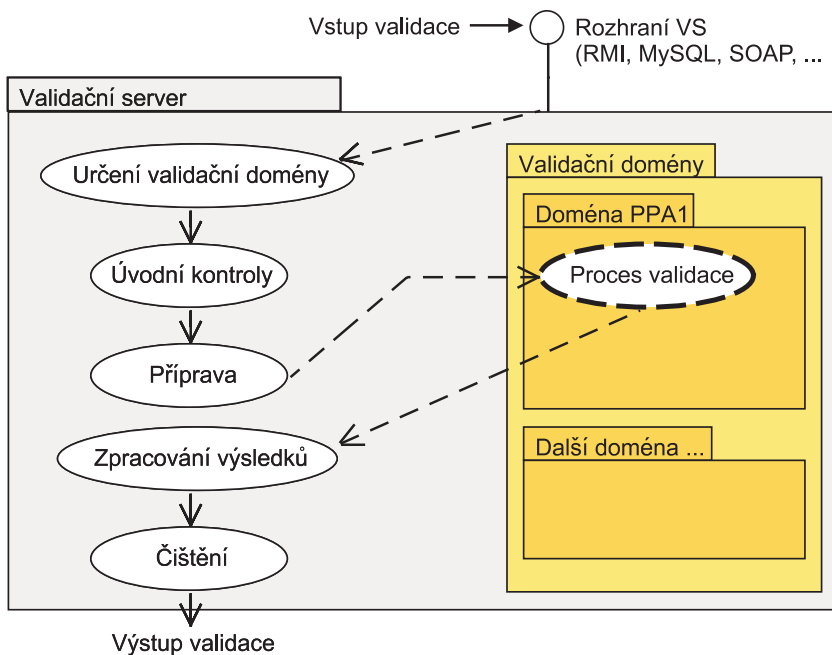 Vstup validace
Rozhraní VS
(RMI, MySQL, SOAP, ...
Validační server
Určení validační domény
Validační domény
Doména PPA1
Úvodní kontroly
Proces validace
Příprava
Další doména ...
Zpracování výsledků
Čištění
Výstup validace